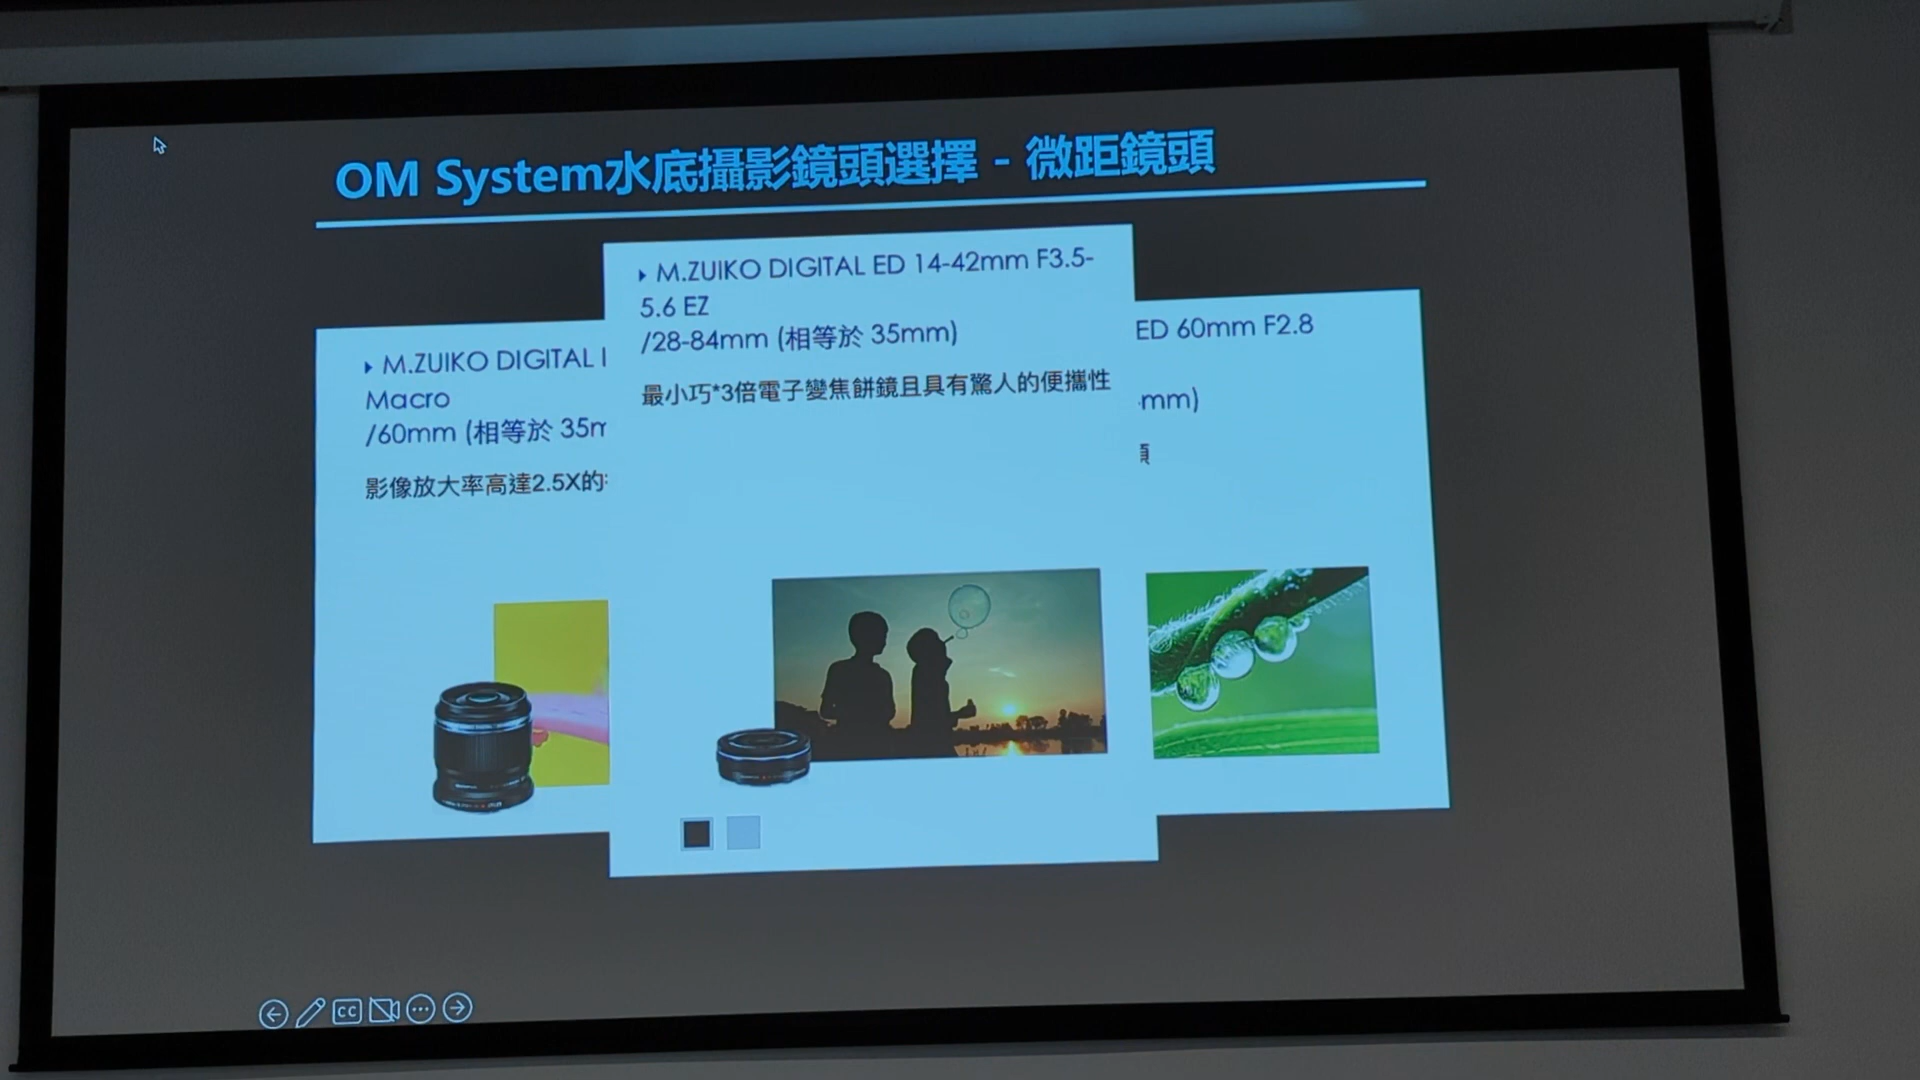 OM System水底攝影鏡頭選擇 - 微距鏡頭
M.ZUIKO DIGITAL ED 14-42mm F3.5-
5.6 EZ
/28-84mm (相等於 35mm)
最小巧*3倍電子變焦餅鏡且具有驚人的便攜性
M.ZUIKO DIGITAL
Macro
/60mm (相等於 35m
影像放大率高達2.5X的
ED 60mm F2.8
mm)
CC